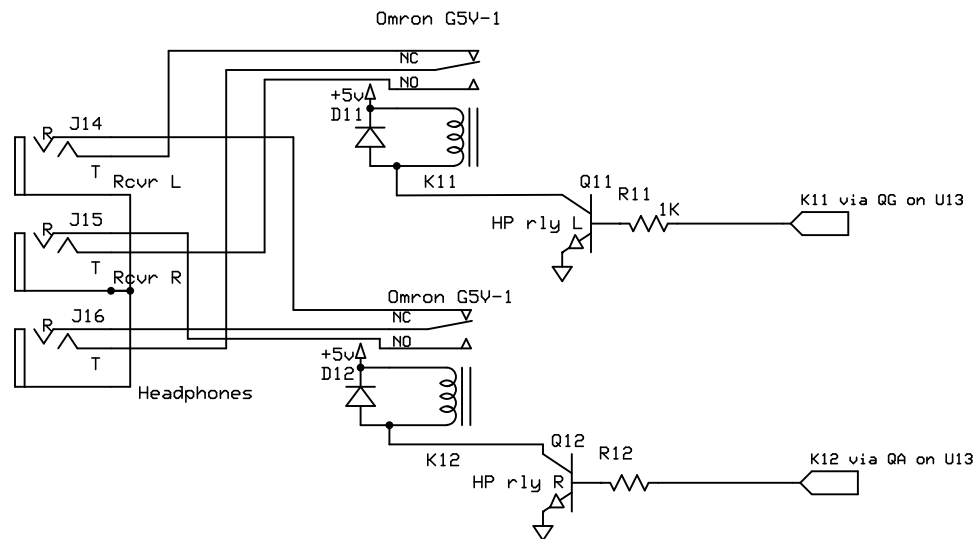 Omron G5V-1
NC
NO
+5v
D11
J14
R
T
Rcvr L
K11
Q11
R11
1K
K11 via QG on U13
HP rly L
J15
R
T
Rcvr R
Omron G5V-1
NC
NO
J16
R
T
+5v
D12
Headphones
K12
Q12
R12
K12 via QA on U13
HP rly R